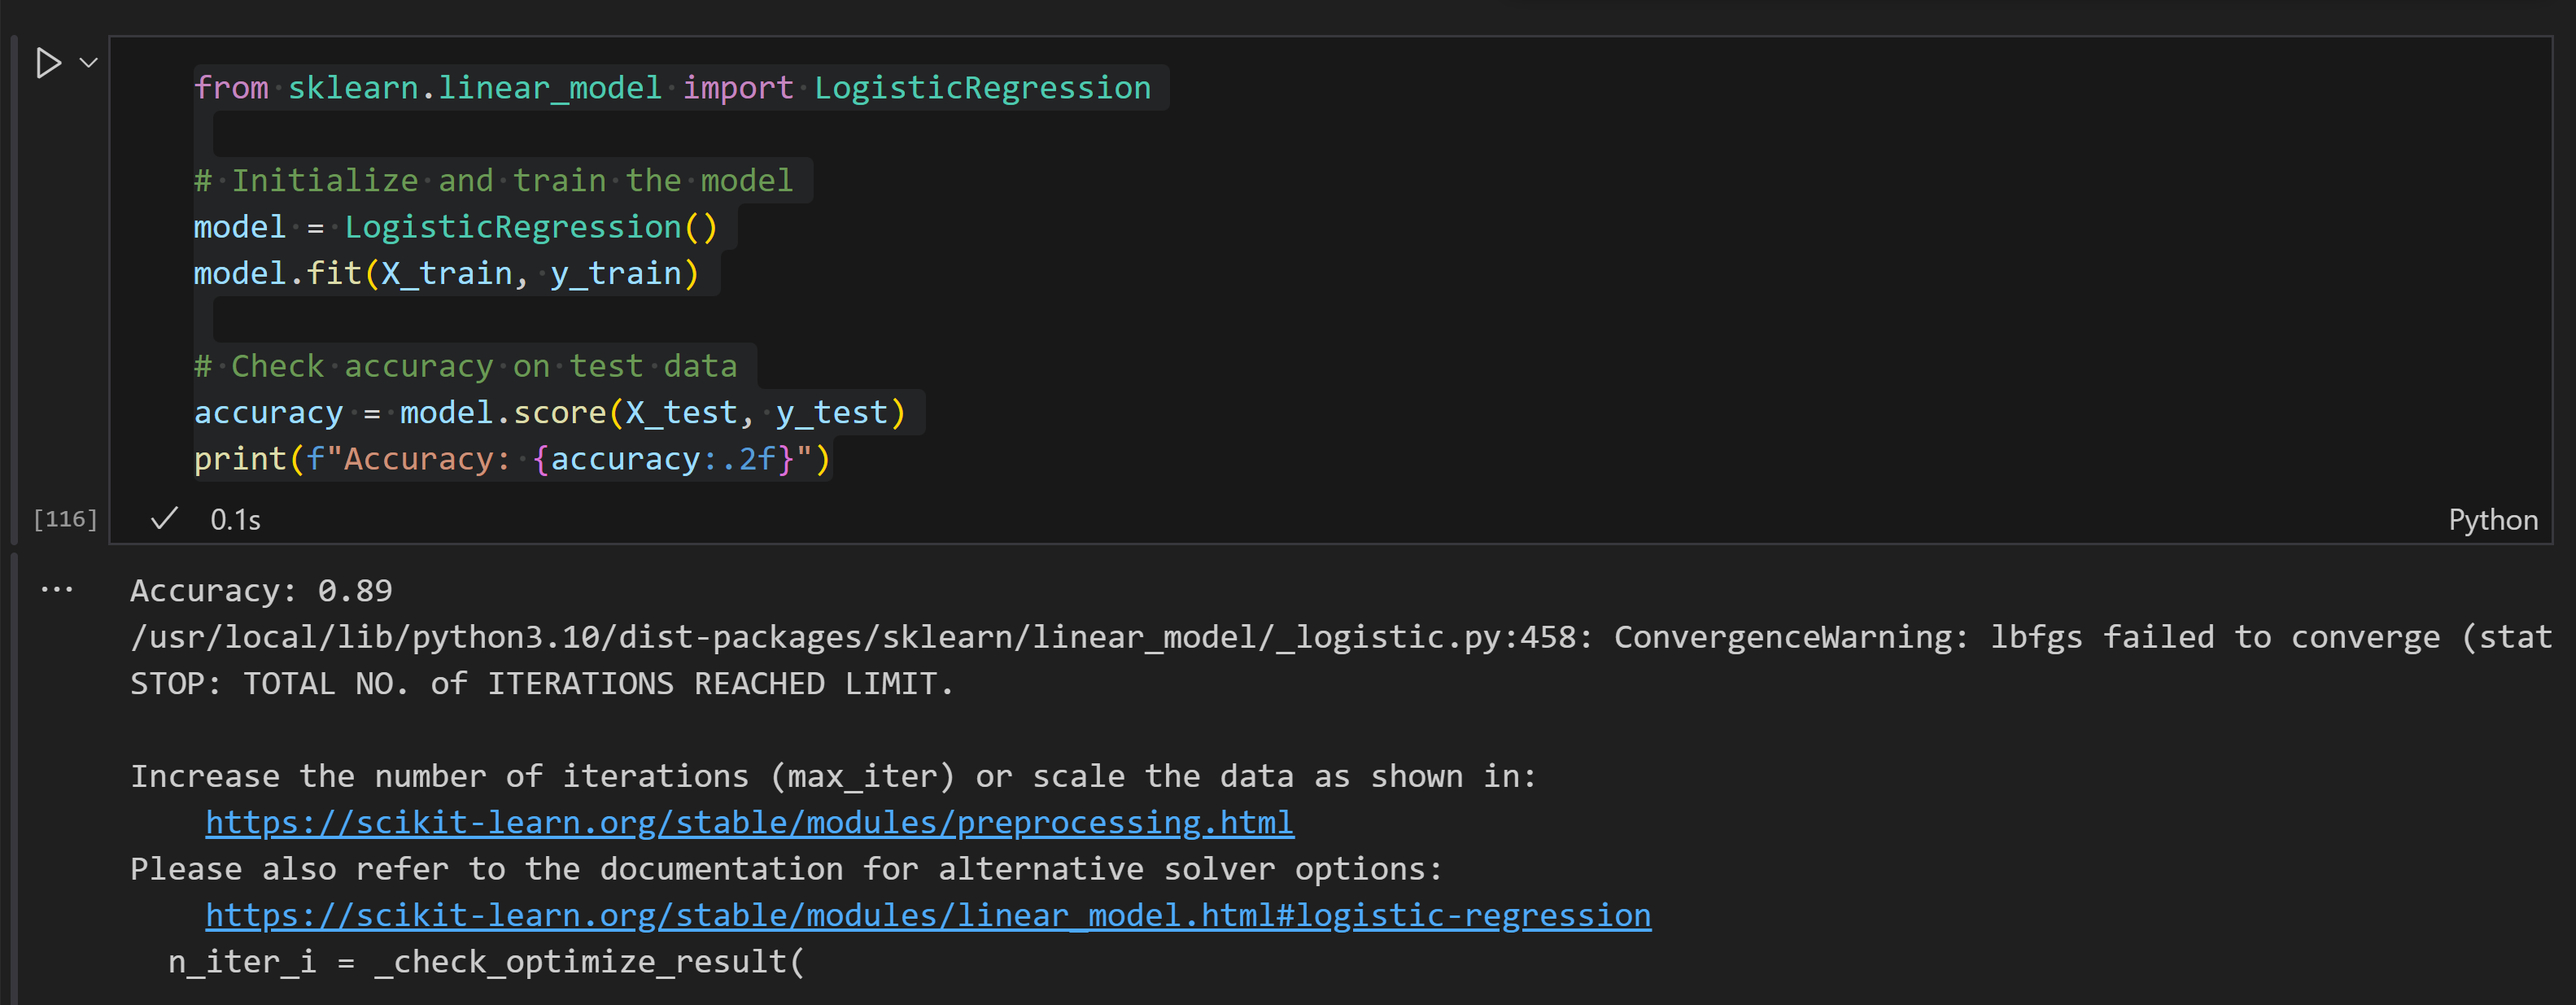 from sklearn.linear_model import LogisticRegression
# Initialize and train the model
model = LogisticRegression()
model.fit(X_train, y_train)
# Check accuracy on test data
accuracy = model.score(X_test, y_test)
print(f"Accuracy: {accuracy:.2f}")
[116] 0.1s Python
Accuracy: 0.89
/usr/local/lib/python3.10/dist-packages/sklearn/linear_model/_logistic.py:458: ConvergenceWarning: lbfgs failed to converge (stat
STOP: TOTAL NO. of ITERATIONS REACHED LIMIT.
Increase the number of iterations (max_iter) or scale the data as shown in:
https://scikit-learn.org/stable/modules/preprocessing.html
Please also refer to the documentation for alternative solver options:
https://scikit-learn.org/stable/modules/linear_model.html#logistic-regression
n_iter_i = _check_optimize_result(